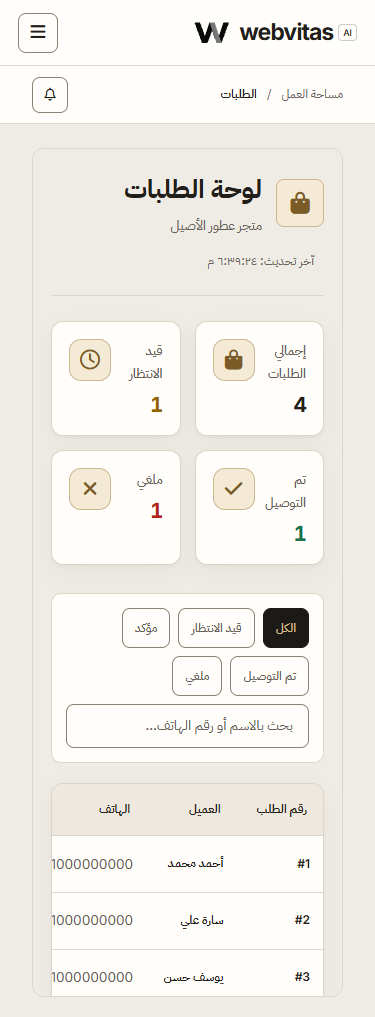 webvitas AI
مساحة العمل / الطلبات
لوحة الطلبات
متجر عطور الأصيل
آخر تحديث: ٦:٣٩:٢٤ م
إجمالي الطلبات
4
قيد الانتظار
1
تم التوصيل
1
ملغي
1
الكل
قيد الانتظار
مؤكد
تم التوصيل
ملغي
بحث بالاسم أو رقم الهاتف...
رقم الطلب العميل الهاتف
#1 أحمد محمد 1000000000
#2 سارة علي 1000000000
#3 يوسف حسن 1000000000